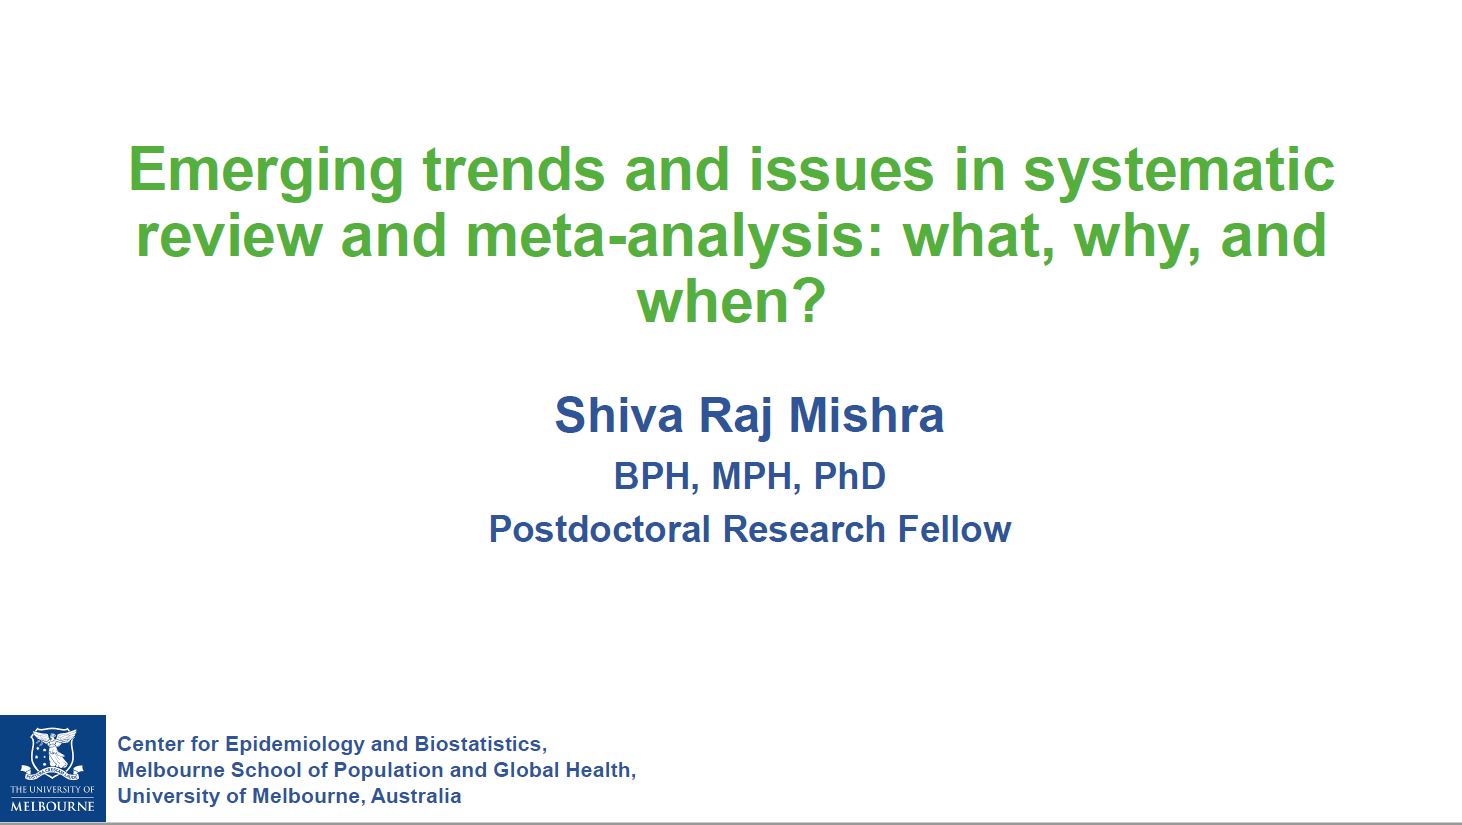 Emerging trends and issues in systematic
review and meta-analysis: what, why, and
when?
Shiva Raj Mishra
BPH, MPH, PhD
Postdoctoral Research Fellow
Center for Epidemiology and Biostatistics,
Melbourne School of Population and Global Health,
University of Melbourne, Australia
THE UNIVERSITY OF
MELBOURNE